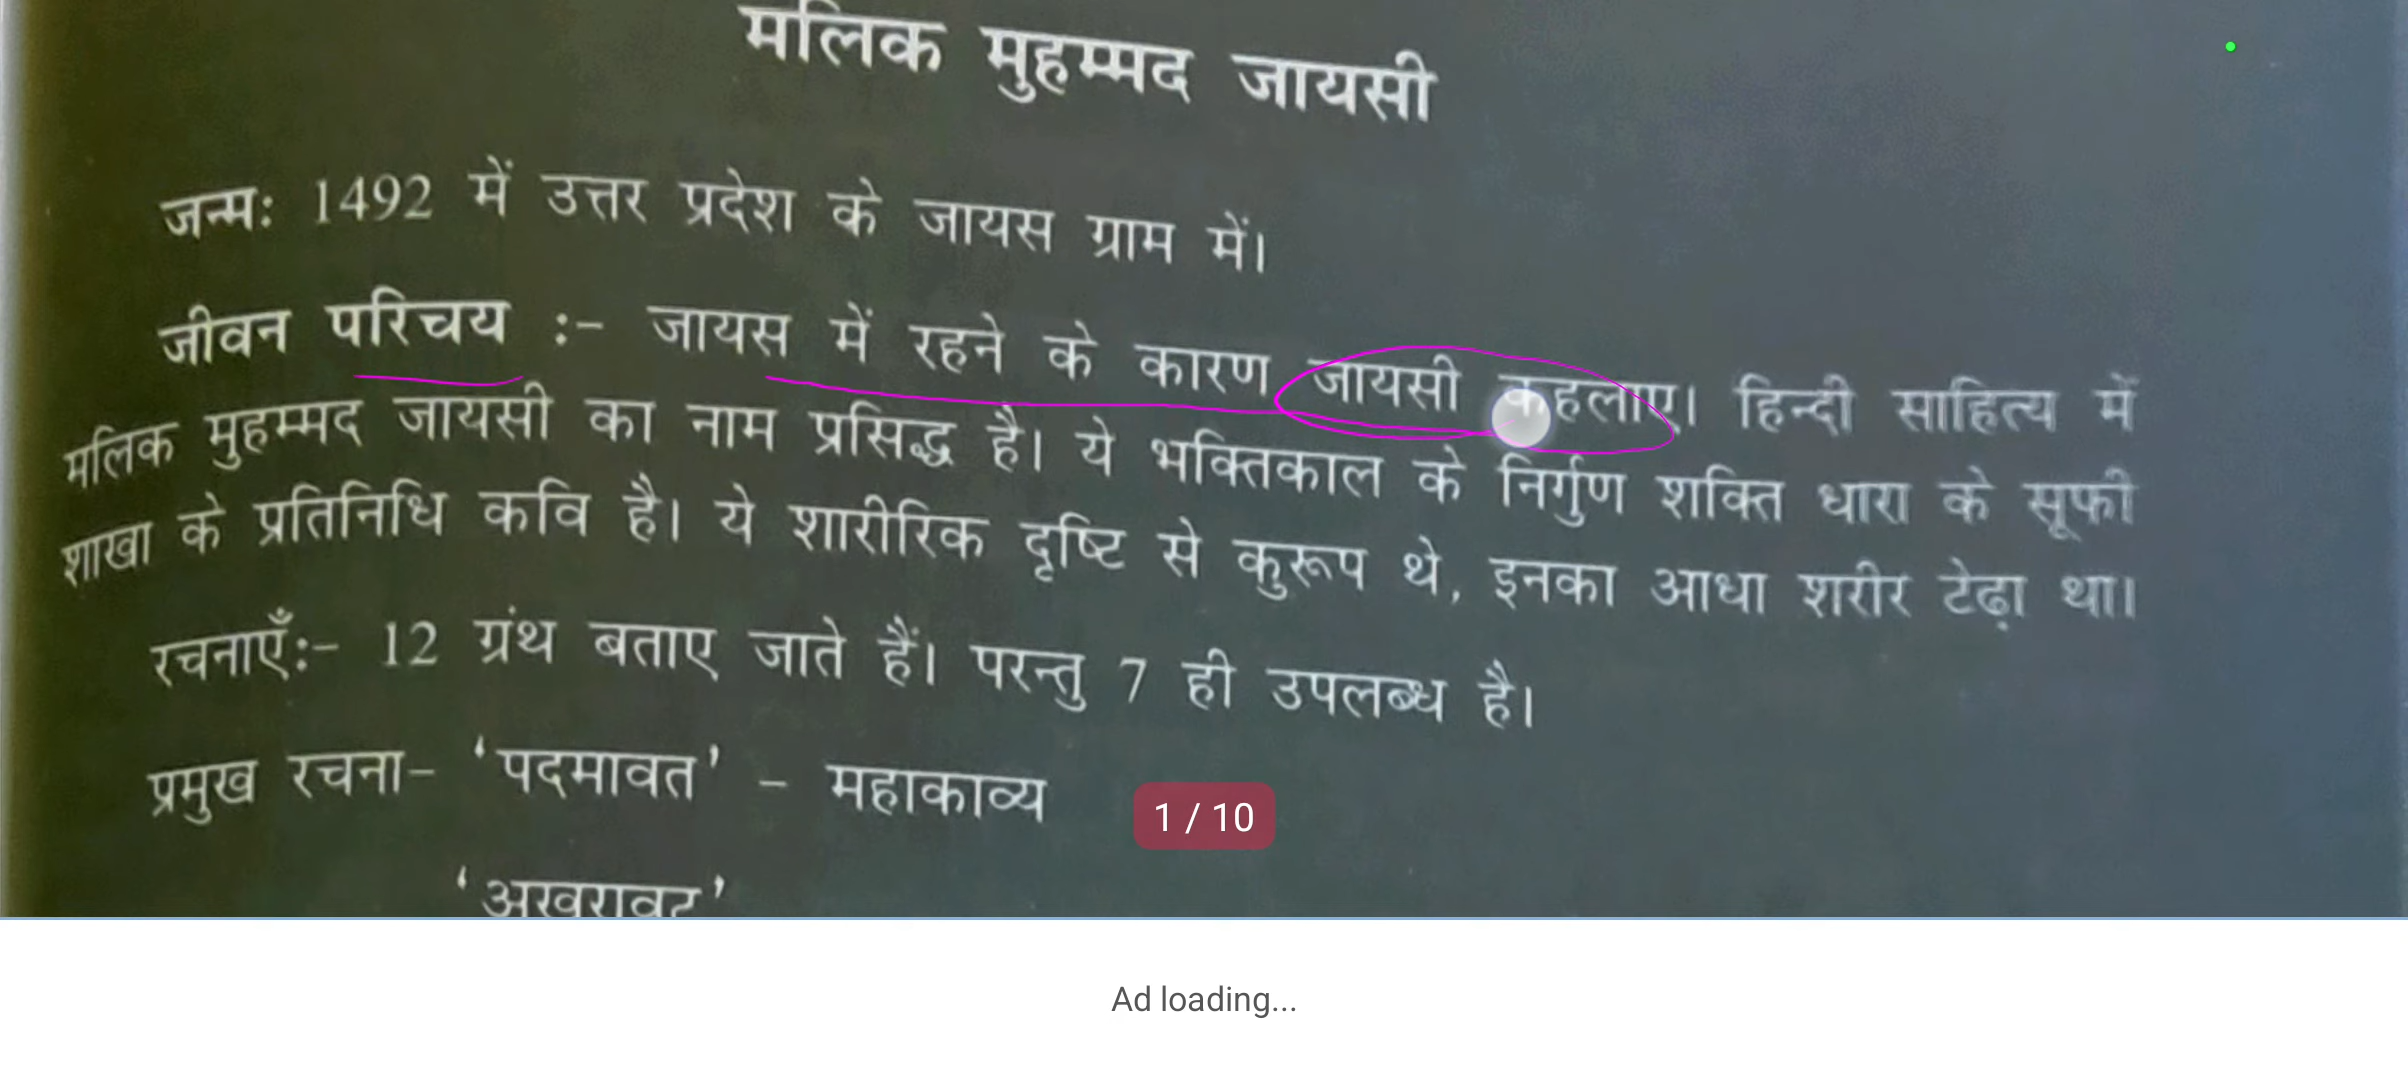 मलिक मुहम्मद जायसी
जन्मः 1492 में उत्तर प्रदेश के जायस ग्राम में।
जीवन परिचय :- जायस में रहने के कारण जायसी कहलाए। हिन्दी साहित्य में
मलिक मुहम्मद जायसी का नाम प्रसिद्ध है। ये भक्तिकाल के निर्गुण शक्ति धारा के सूफी
शाखा के प्रतिनिधि कवि है। ये शारीरिक दृष्टि से कुरूप थे, इनका आधा शरीर टेढ़ा था।
रचनाएँ:- 12 ग्रंथ बताए जाते हैं। परन्तु 7 ही उपलब्ध है।
प्रमुख रचना- 'पदमावत' - महाकाव्य
1 / 10
'अखरावट'
Ad loading...